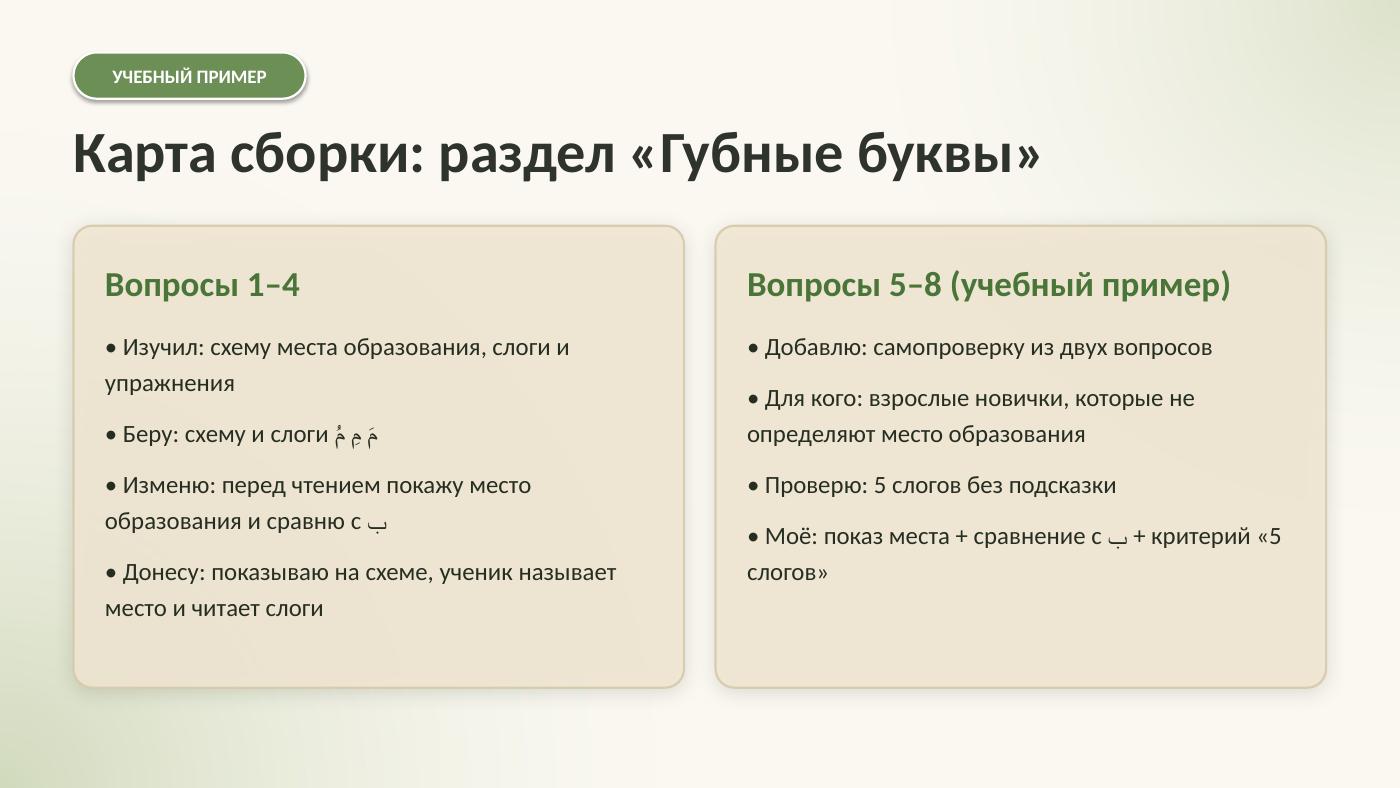 УЧЕБНЫЙ ПРИМЕР
Карта сборки: раздел «Губные буквы»
Вопросы 1–4
• Изучил: схему места образования, слоги и
упражнения
• Беру: схему и слоги مَ مِ مُ
• Изменю: перед чтением покажу место
образования и сравню с ب
• Донесу: показываю на схеме, ученик называет
место и читает слоги
Вопросы 5–8 (учебный пример)
• Добавлю: самопроверку из двух вопросов
• Для кого: взрослые новички, которые не
определяют место образования
• Проверю: 5 слогов без подсказки
• Моё: показ места + сравнение с ب + критерий «5
слогов»